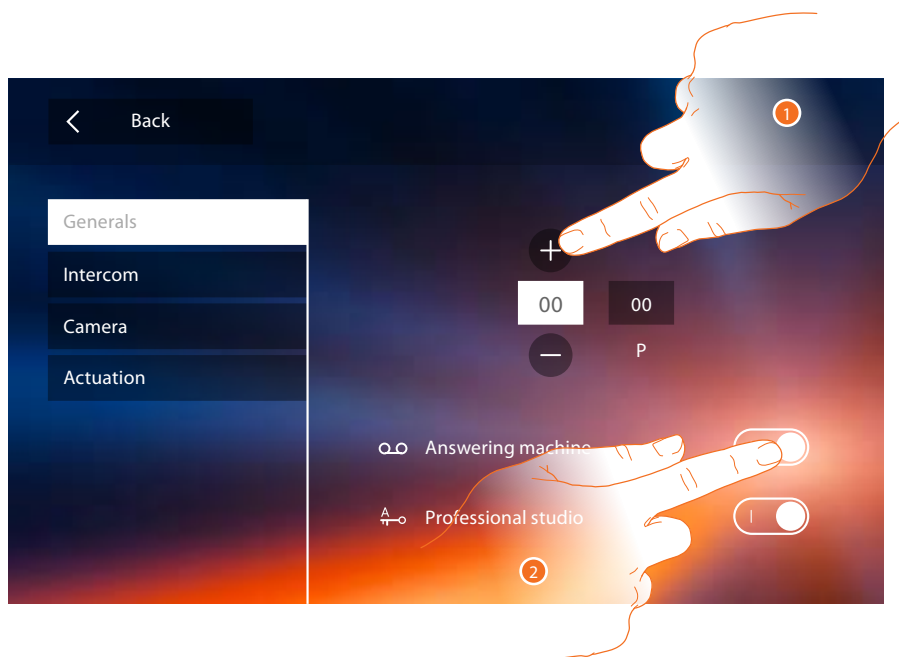 Back
1
Generals
Intercom
Camera
Actuation
+
00 00
— P
Answering machine
A Professional studio
2